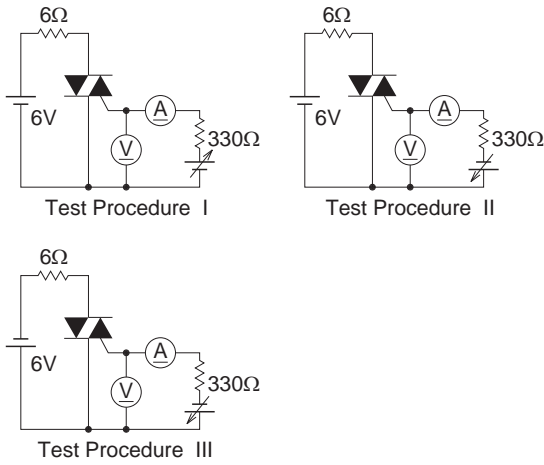 6Ω
6V
A
V
330Ω
Test Procedure I
6Ω
6V
A
V
330Ω
Test Procedure II
6Ω
6V
A
V
330Ω
Test Procedure III